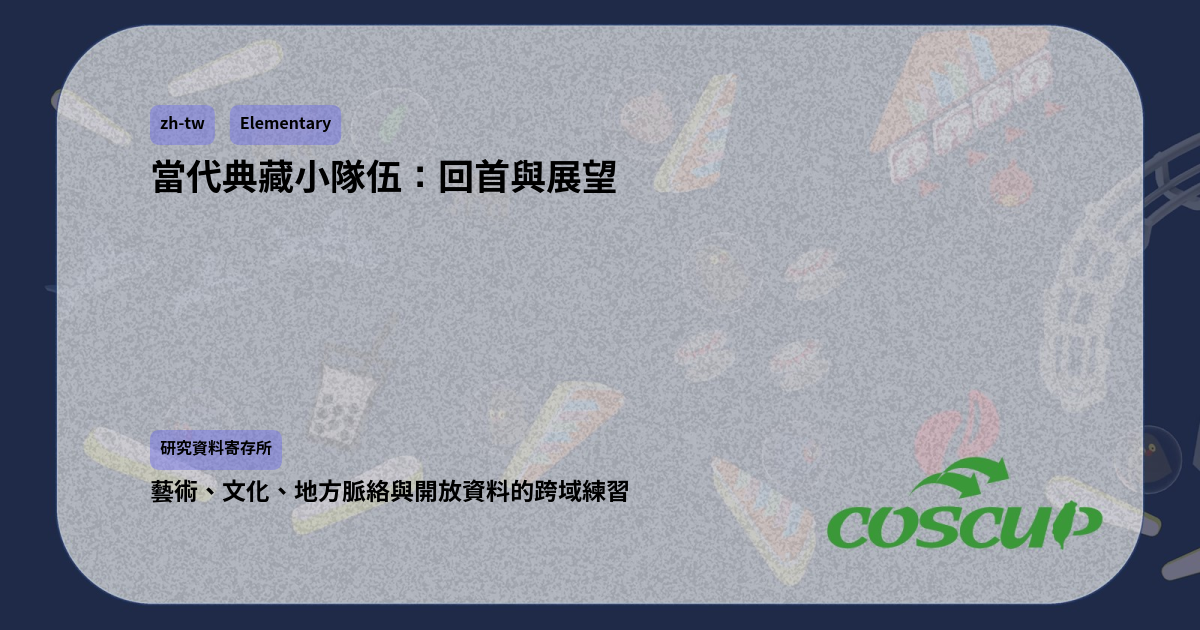 zh-tw
Elementary
當代典藏小隊伍：回首與展望
研究資料寄存所
藝術、文化、地方脈絡與開放資料的跨域練習
COSCUP